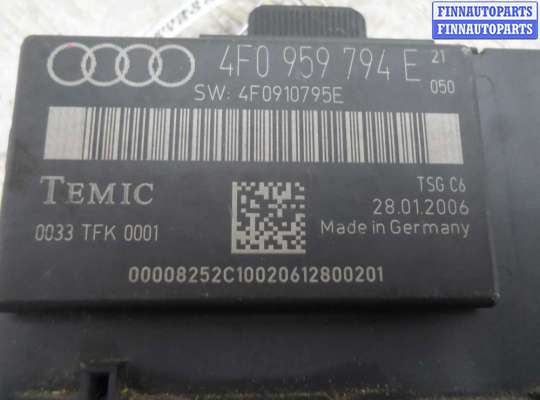 FINNAUTOPARTS
FINNAUTOPARTS
FINNAUTOPARTS
4F0 959 794 E 21
050
SW: 4F0910795E
TEMIC
TSG C6
28.01.2006
0033 TFK 0001
Made in Germany
00008252C10020612800201